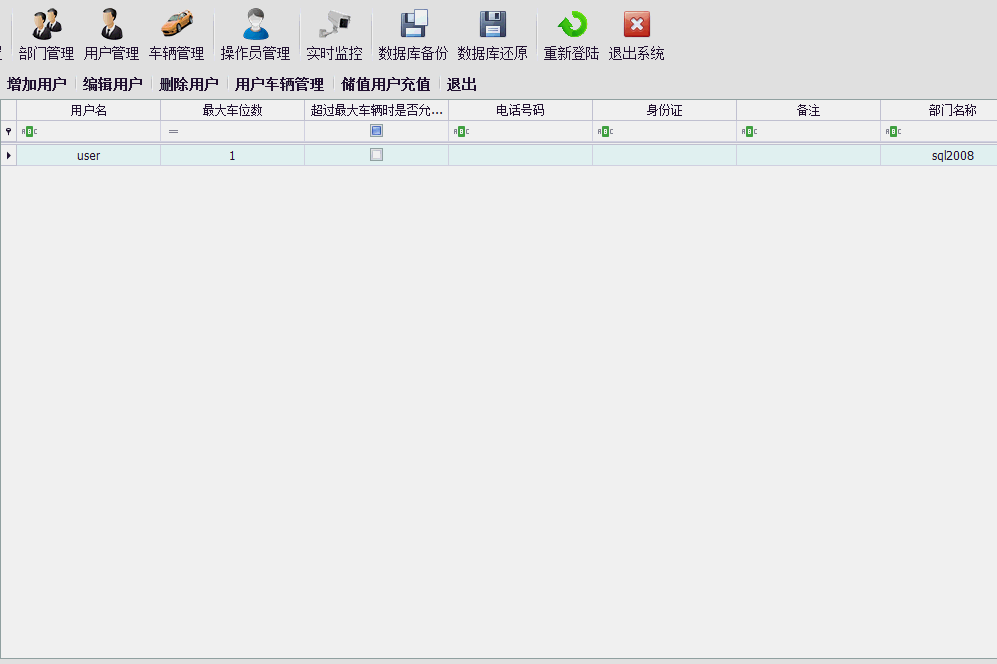 部门管理 用户管理 车辆管理 操作员管理 实时监控 数据库备份 数据库还原 重新登陆 退出系统
增加用户 编辑用户 删除用户 用户车辆管理 储值用户充值 退出
用户名 最大车位数 超过最大车辆时是否允... 电话号码 身份证 备注 部门名称
ABC = ABC ABC ABC ABC
user 1 sql2008